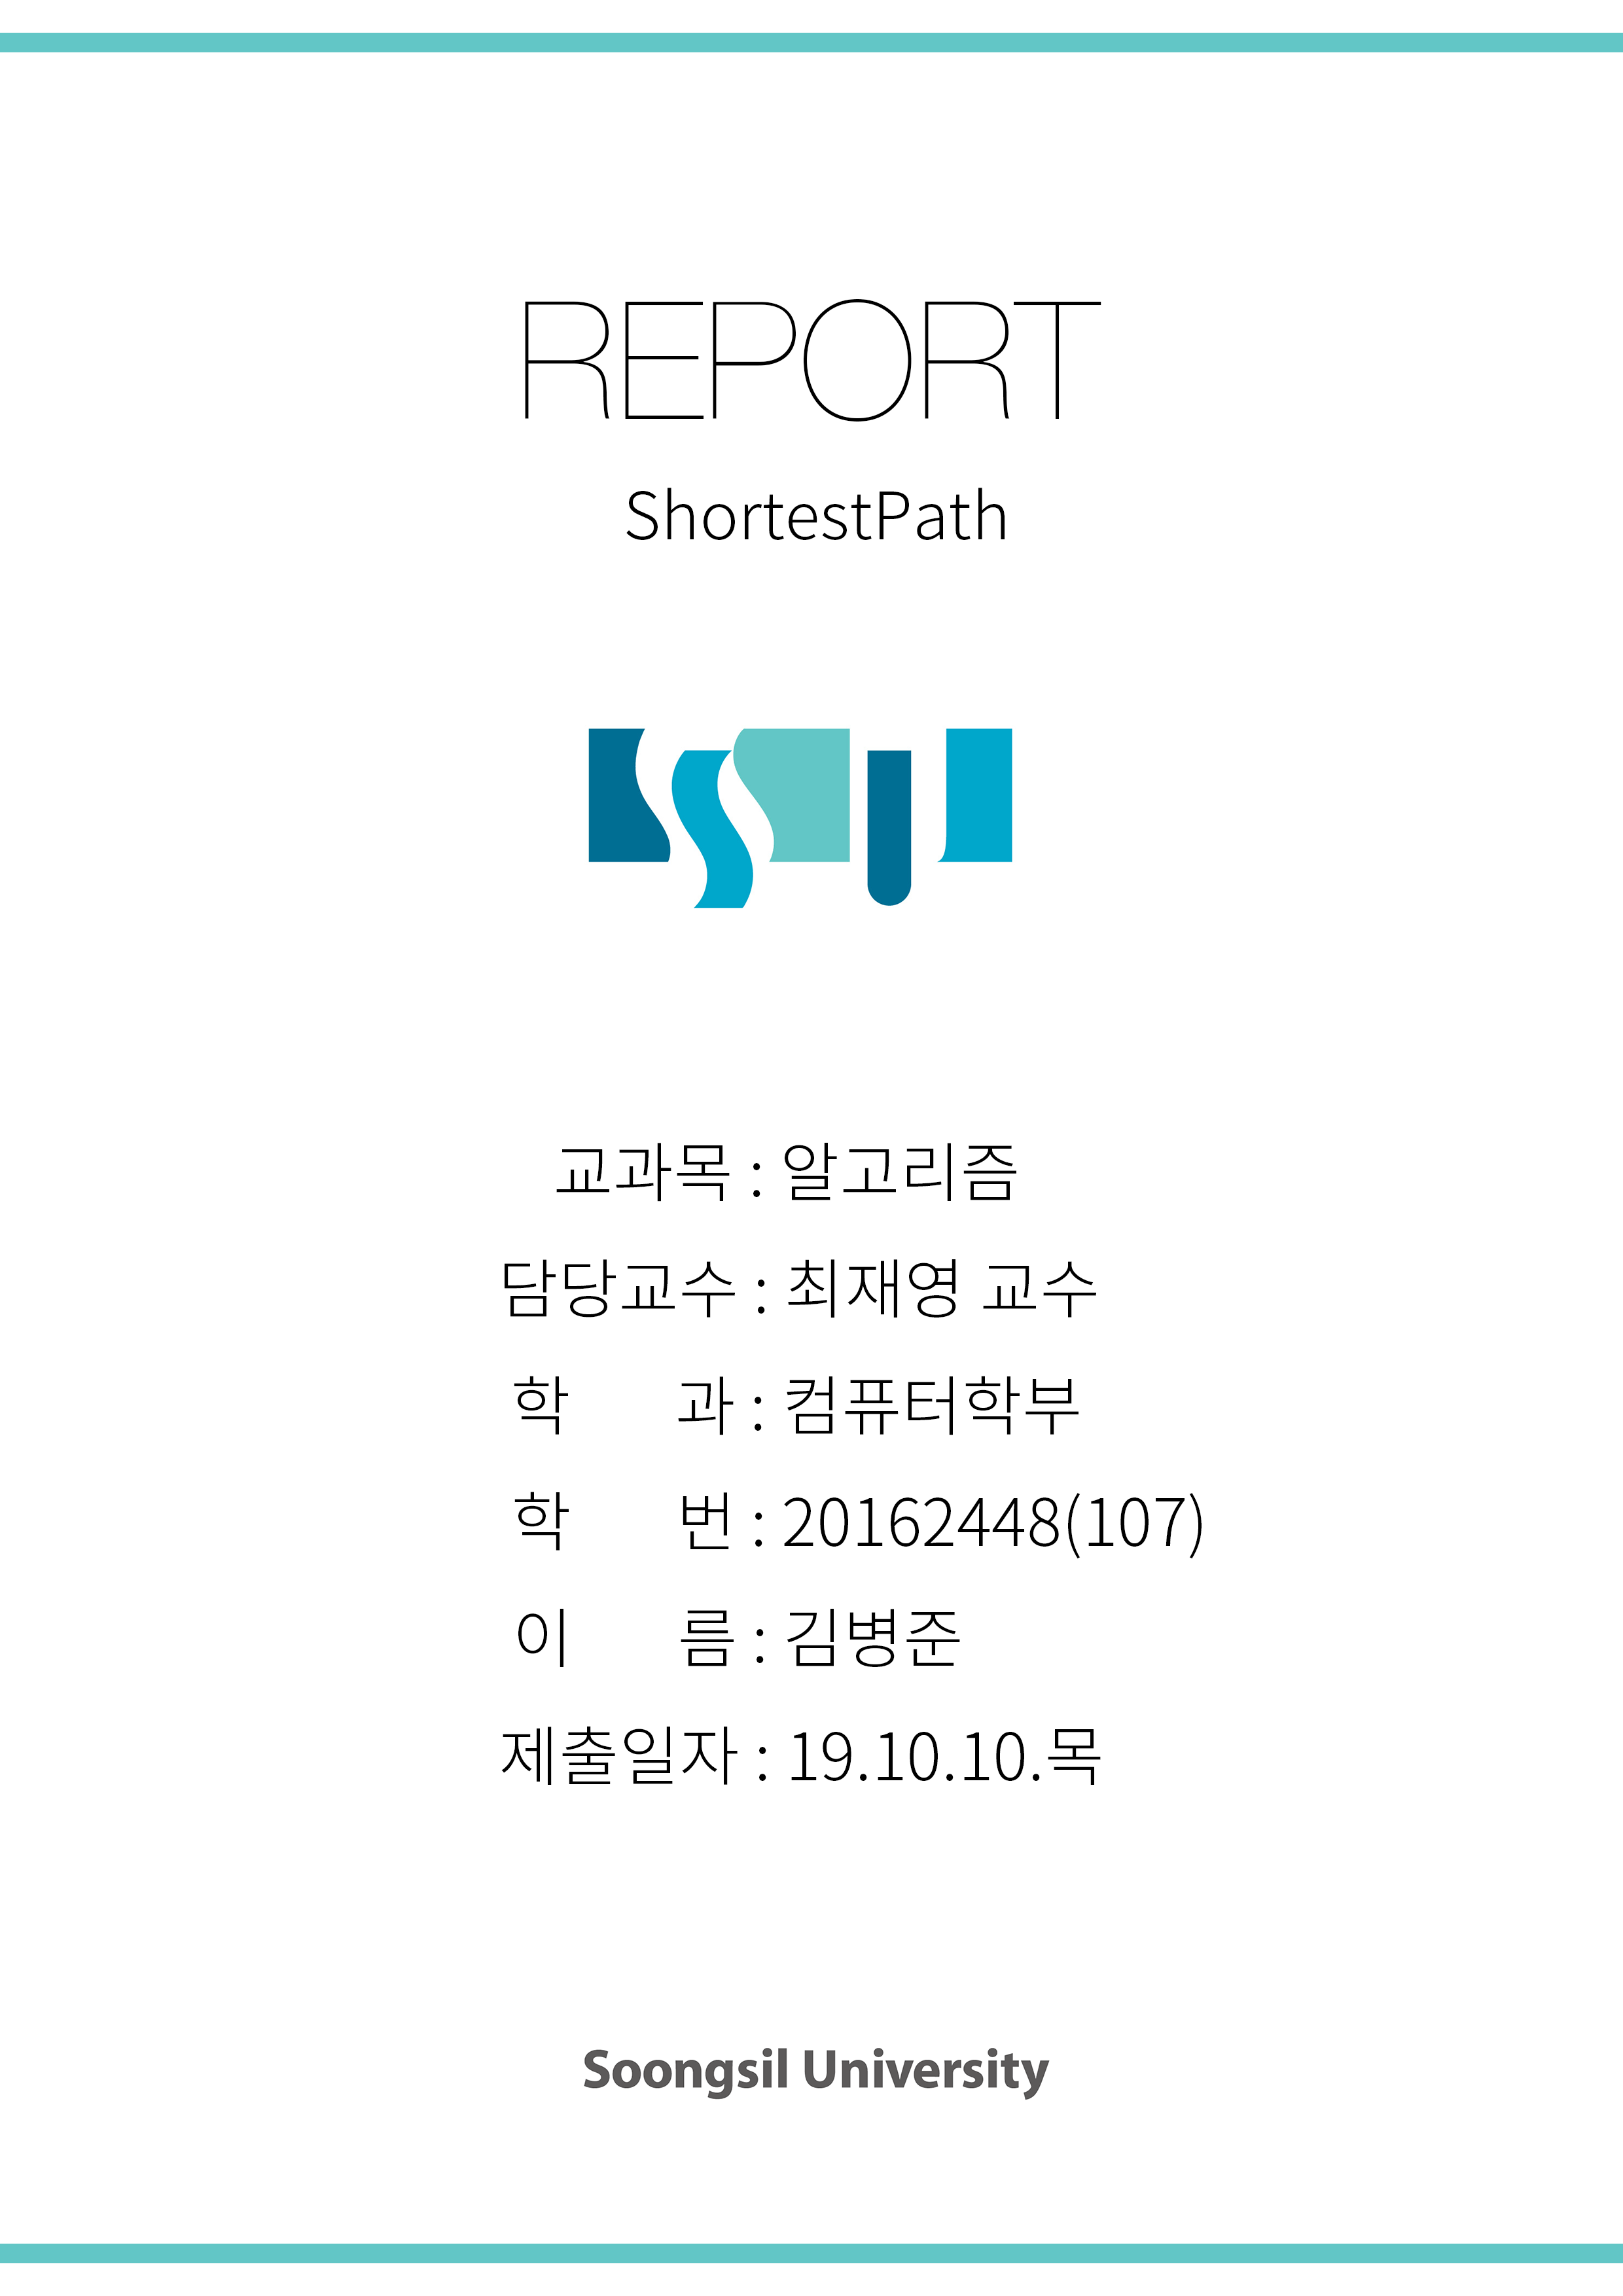 REPORT
ShortestPath
교과목 : 알고리즘
담당교수 : 최재영 교수
학 과 : 컴퓨터학부
학 번 : 20162448(107)
이 름 : 김병준
제출일자 : 19.10.10.목
Soongsil University